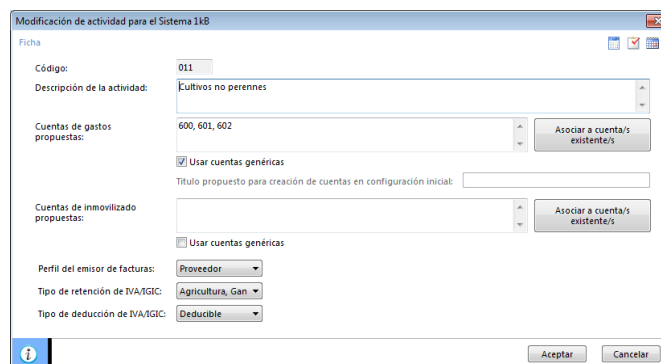 Modificación de actividad para el Sistema 1kB
Ficha
Código:
011
Descripción de la actividad:
Cultivos no perennes
Cuentas de gastos
propuestas:
600, 601, 602
Asociar a cuenta/s
existente/s
Usar cuentas genéricas
Titulo propuesto para creación de cuentas en configuración inicial:
Cuentas de inmovilizado
propuestas:
Asociar a cuenta/s
existente/s
Usar cuentas genéricas
Perfil del emisor de facturas:
Proveedor
Tipo de retención de IVA/IGIC:
Agricultura, Gan
Tipo de deducción de IVA/IGIC:
Deducible
Aceptar
Cancelar